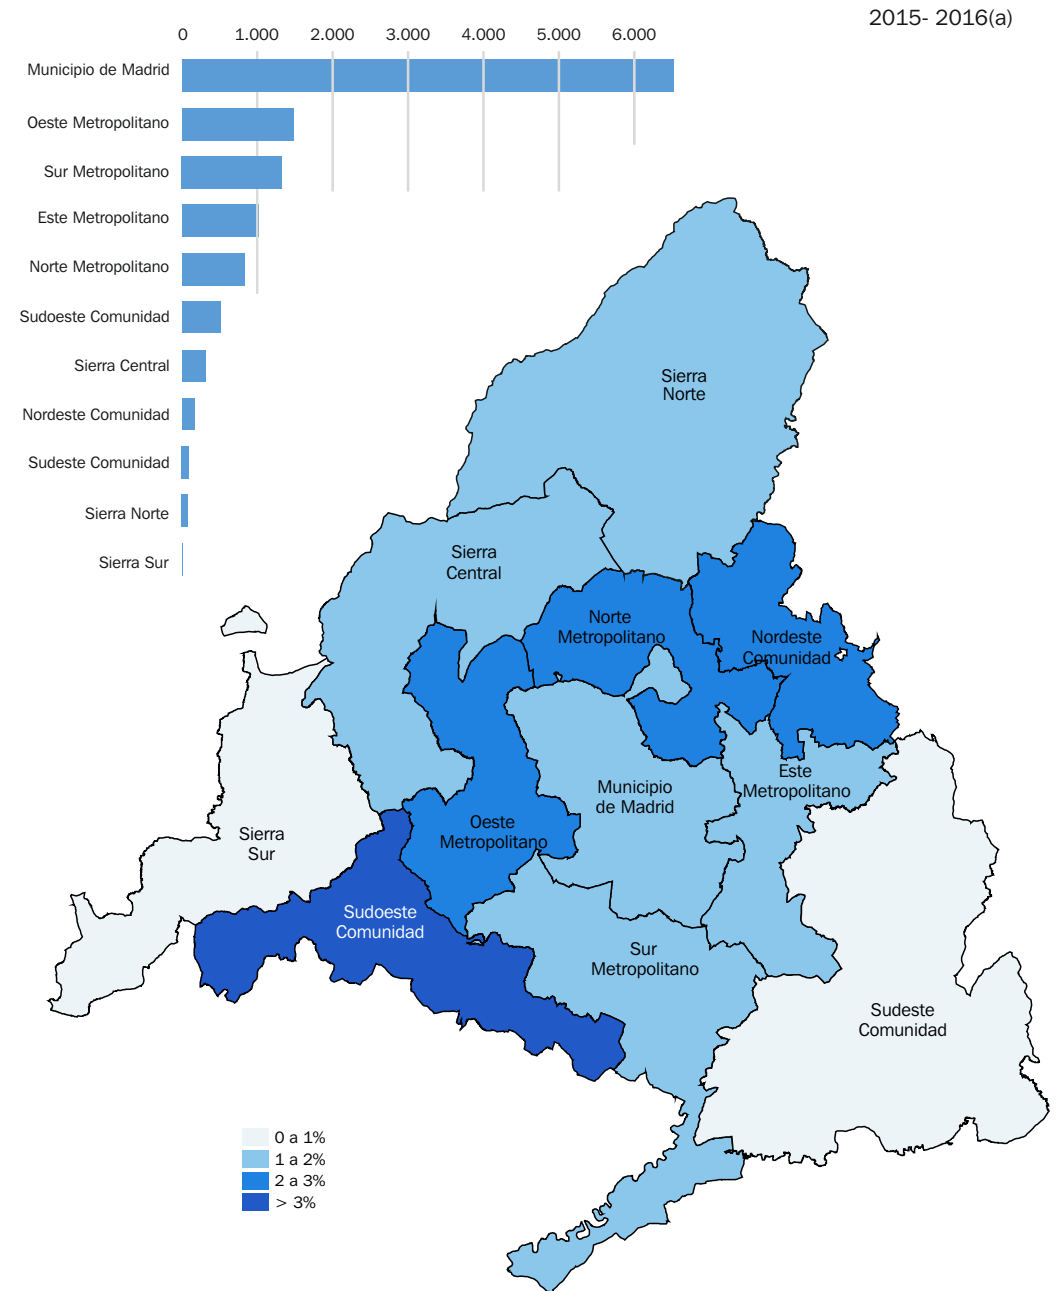 2015- 2016(a)
0 1.000 2.000 3.000 4.000 5.000 6.000
Municipio de Madrid
Oeste Metropolitano
Sur Metropolitano
Este Metropolitano
Norte Metropolitano
Sudoeste Comunidad
Sierra Central
Nordeste Comunidad
Sudeste Comunidad
Sierra Norte
Sierra Sur
Sierra
Norte
Sierra
Central
Norte
Metropolitano
Nordeste
Comunidad
Este
Metropolitano
Municipio
de Madrid
Oeste
Metropolitano
Sierra
Sur
Sudoeste
Comunidad
Sur
Metropolitano
Sudeste
Comunidad
0 a 1%
1 a 2%
2 a 3%
> 3%